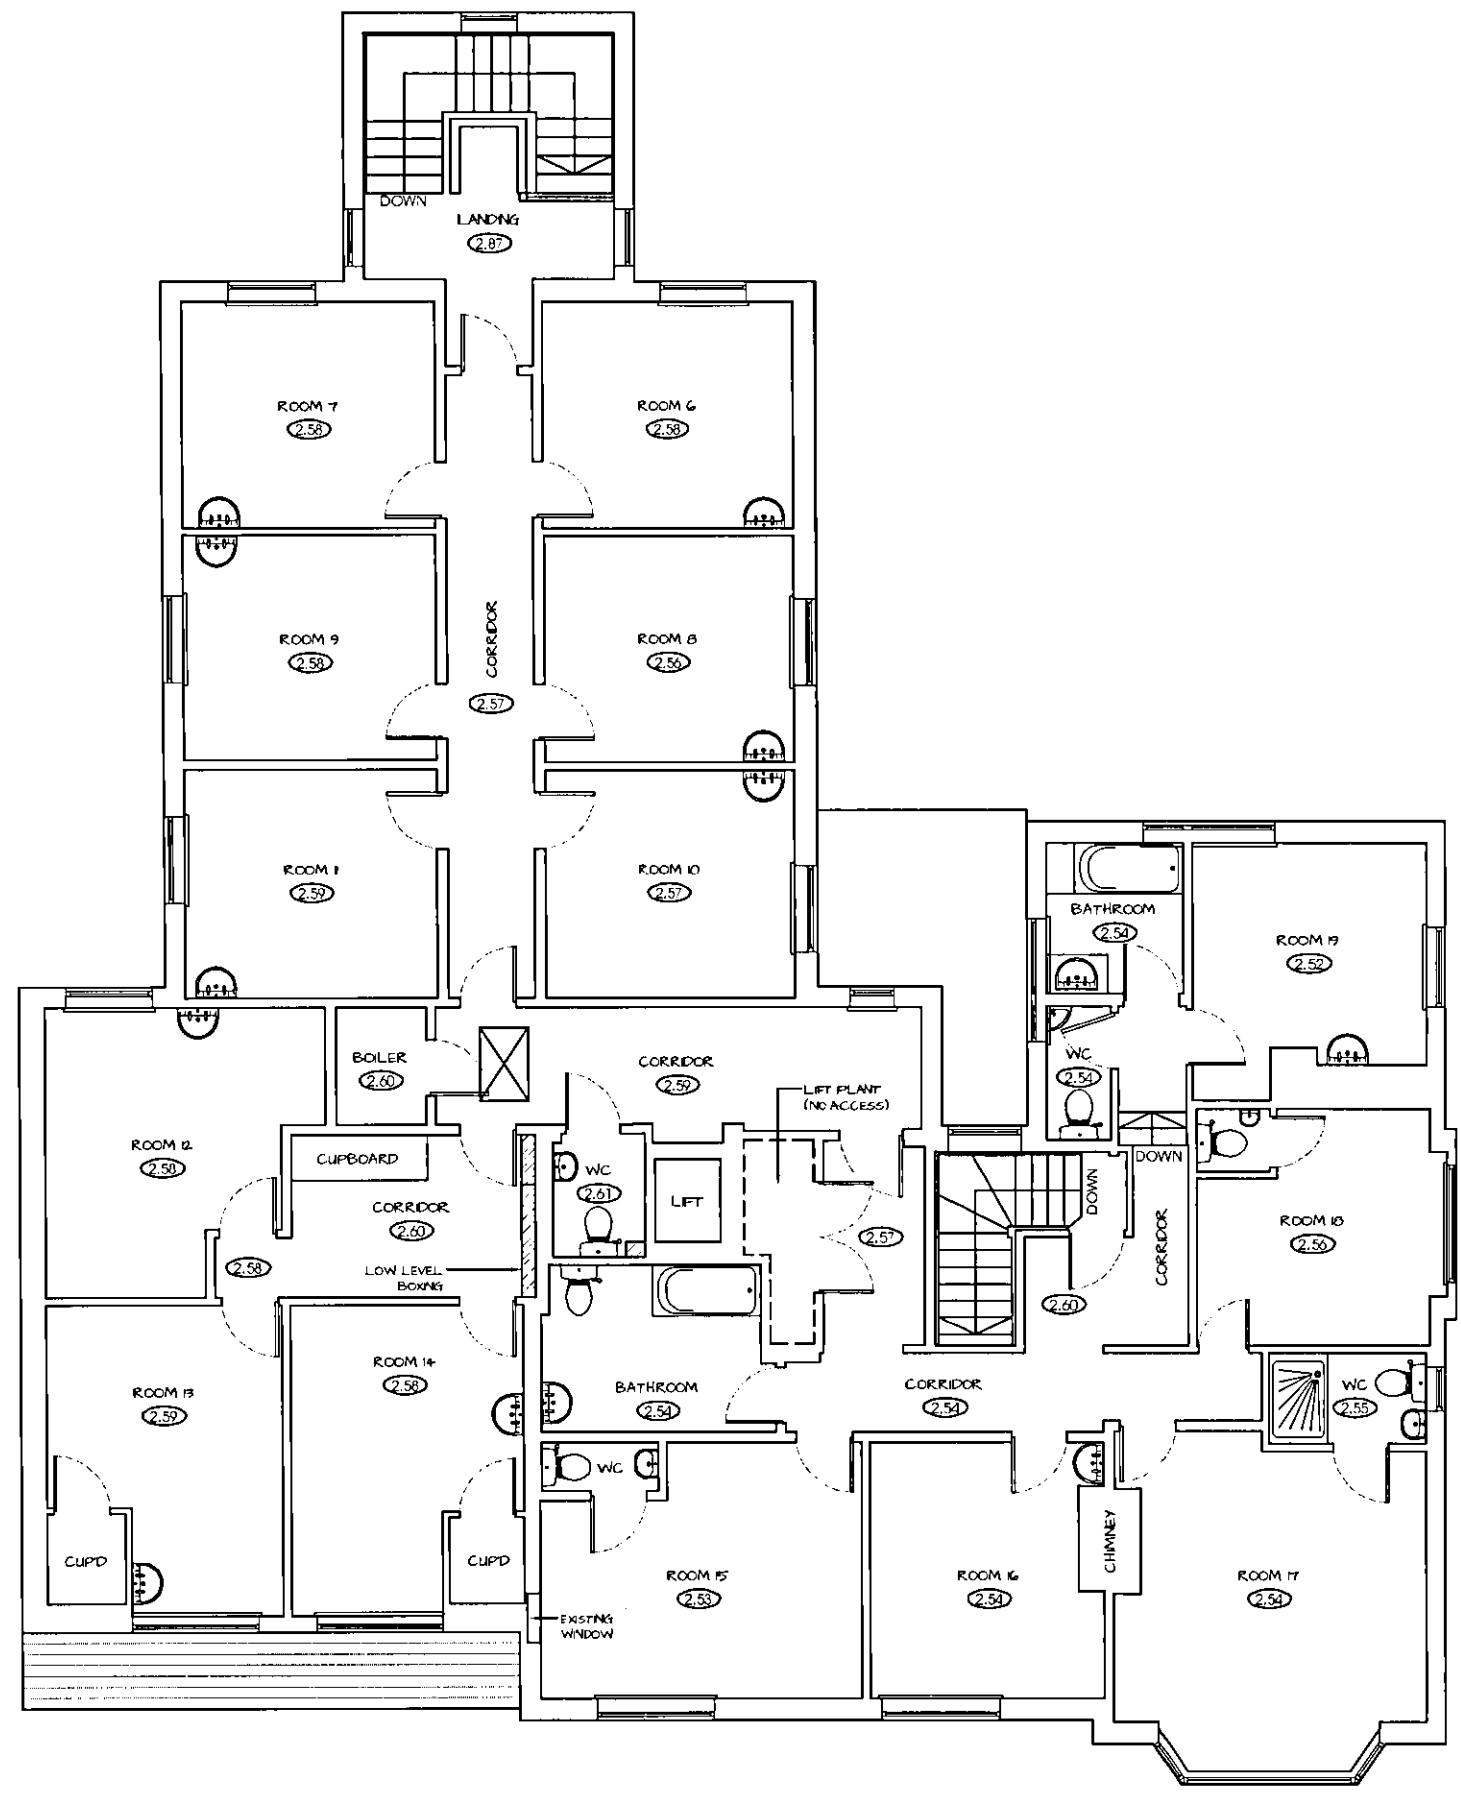 DOWN
LANDING
2.87
ROOM 7
2.58
ROOM 6
2.58
ROOM 9
2.58
CORRIDOR
2.57
ROOM 8
2.56
ROOM 11
2.59
ROOM 10
2.57
BATHROOM
2.54
ROOM 19
2.52
BOILER
2.60
CORRIDOR
2.59
LIFT PLANT
(NO ACCESS)
WC
2.54
ROOM 12
2.58
CUPBOARD
WC
2.61
LIFT
DOWN
DOWN
CORRIDOR
2.60
2.57
CORRIDOR
ROOM 18
2.56
2.58
LOW LEVEL
BOXING
2.60
ROOM 13
2.59
ROOM 14
2.58
BATHROOM
2.54
CORRIDOR
2.54
WC
2.55
WC
CUP'D
CUP'D
ROOM 15
2.53
ROOM 16
2.54
CHIMNEY
ROOM 17
2.54
EXISTING
WINDOW